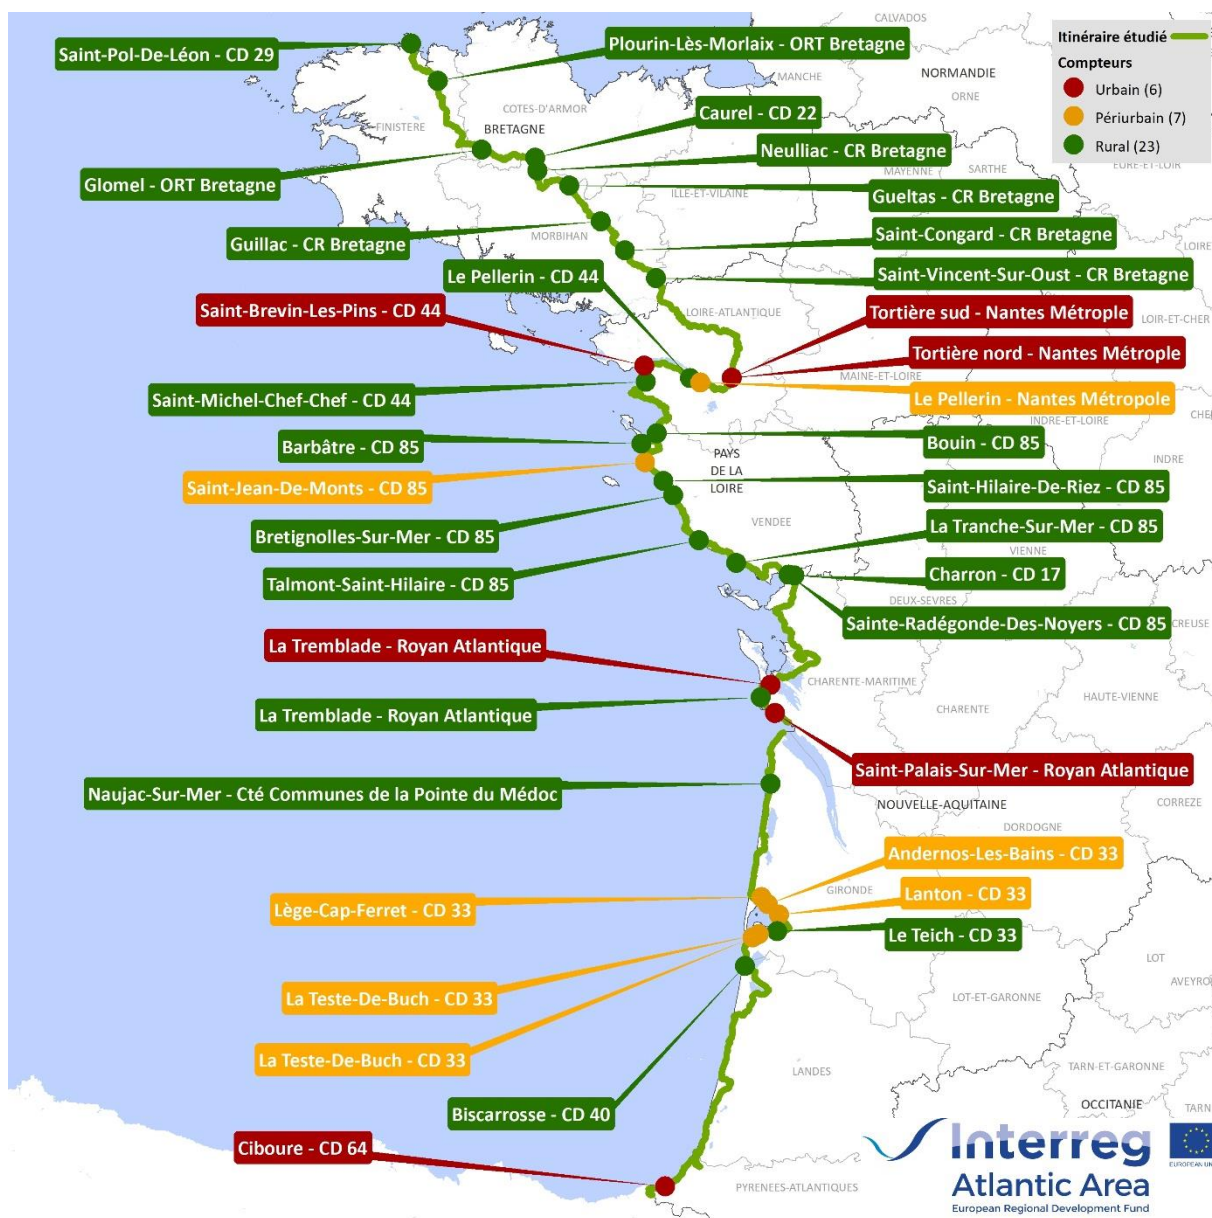 CALVADOS
Itinéraire étudié
Compteurs
Urbain (6)
Périurbain (7)
Rural (23)
Saint-Pol-De-Léon - CD 29
Plourin-Lès-Morlaix - ORT Bretagne
MANCHE
NORMANDIE
ORNE
COTES-D'ARMOR
FINISTERE
BRETAGNE
Caurel - CD 22
Neulliac - CR Bretagne
EURE-ET-LOIR
MAYENNE
SARTHE
Glomel - ORT Bretagne
ILLE-ET-VILAINE
Gueltas - CR Bretagne
Guillac - CR Bretagne
MORBIHAN
Saint-Congard - CR Bretagne
LOIRE
Le Pellerin - CD 44
Saint-Vincent-Sur-Oust - CR Bretagne
Saint-Brevin-Les-Pins - CD 44
LOIRE-ATLANTIQUE
Tortière sud - Nantes Métrople
LOIR-ET-CHER
Tortière nord - Nantes Métrople
MAINE-ET-LOIRE
Saint-Michel-Chef-Chef - CD 44
Le Pellerin - Nantes Métropole
CHE
INDRE-ET-LOIRE
Barbâtre - CD 85
Bouin - CD 85
PAYS
DE LA
LOIRE
INDRE
Saint-Jean-De-Monts - CD 85
Saint-Hilaire-De-Riez - CD 85
VENDEE
Bretignolles-Sur-Mer - CD 85
La Tranche-Sur-Mer - CD 85
VIENNE
Talmont-Saint-Hilaire - CD 85
Charron - CD 17
DEUX-SEVRES
Sainte-Radégonde-Des-Noyers - CD 85
CREUSE
La Tremblade - Royan Atlantique
CHARENTE-MARITIME
HAUTE-VIENNE
La Tremblade - Royan Atlantique
CHARENTE
Saint-Palais-Sur-Mer - Royan Atlantique
Naujac-Sur-Mer - Cté Communes de la Pointe du Médoc
NOUVELLE-AQUITAINE
CORREZE
DORDOGNE
Andernos-Les-Bains - CD 33
GIRONDE
Lanton - CD 33
Lège-Cap-Ferret - CD 33
Le Teich - CD 33
LOT
AVEYRO
La Teste-De-Buch - CD 33
LOT-ET-GARONNE
La Teste-De-Buch - CD 33
LANDES
TARN-ET-GARONNE
Biscarrosse - CD 40
OCCITANIE
TARN
Ciboure - CD 64
PYRENEES-ATLANTIQUES
Interreg
EUROPEAN UN
Atlantic Area
European Regional Development Fund